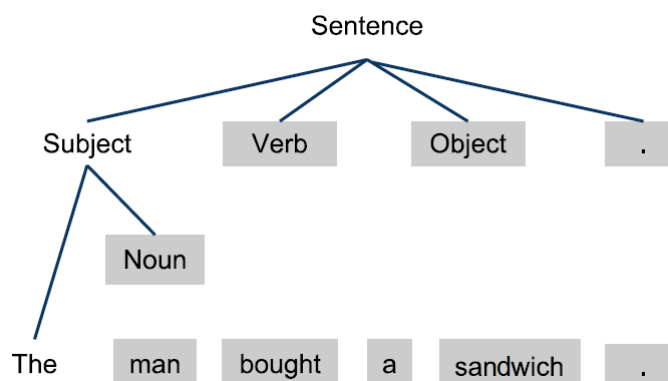 Sentence
Subject Verb Object .
Noun
The man bought a sandwich .